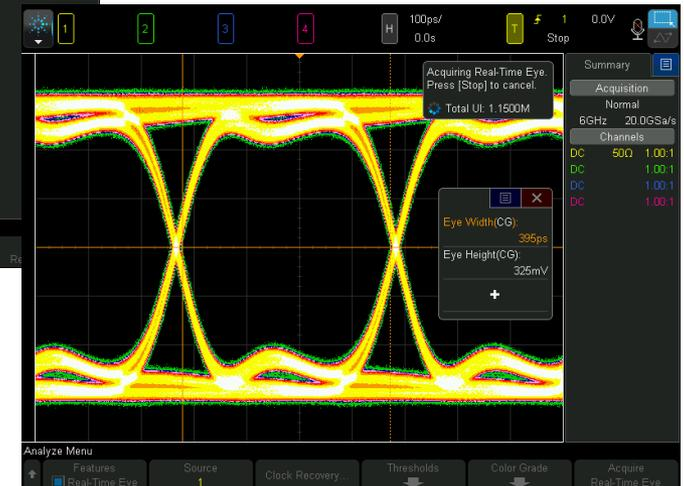 1
2
3
4
H
100ps/
0.0s
T
1
Stop
0.0V
Acquiring Real-Time Eye.
Press [Stop] to cancel.
Total UI: 1.1500M
Summary
Acquisition
Normal
6GHz 20.0GSa/s
Channels
DC 50Ω 1.00:1
DC 1.00:1
DC 1.00:1
DC 1.00:1
Eye Width(CG):
395ps
Eye Height(CG):
325mV
Re
Analyze Menu
Features
Real-Time Eye
Source
1
Clock Recovery...
Thresholds
Color Grade
Acquire
Real-Time Eye